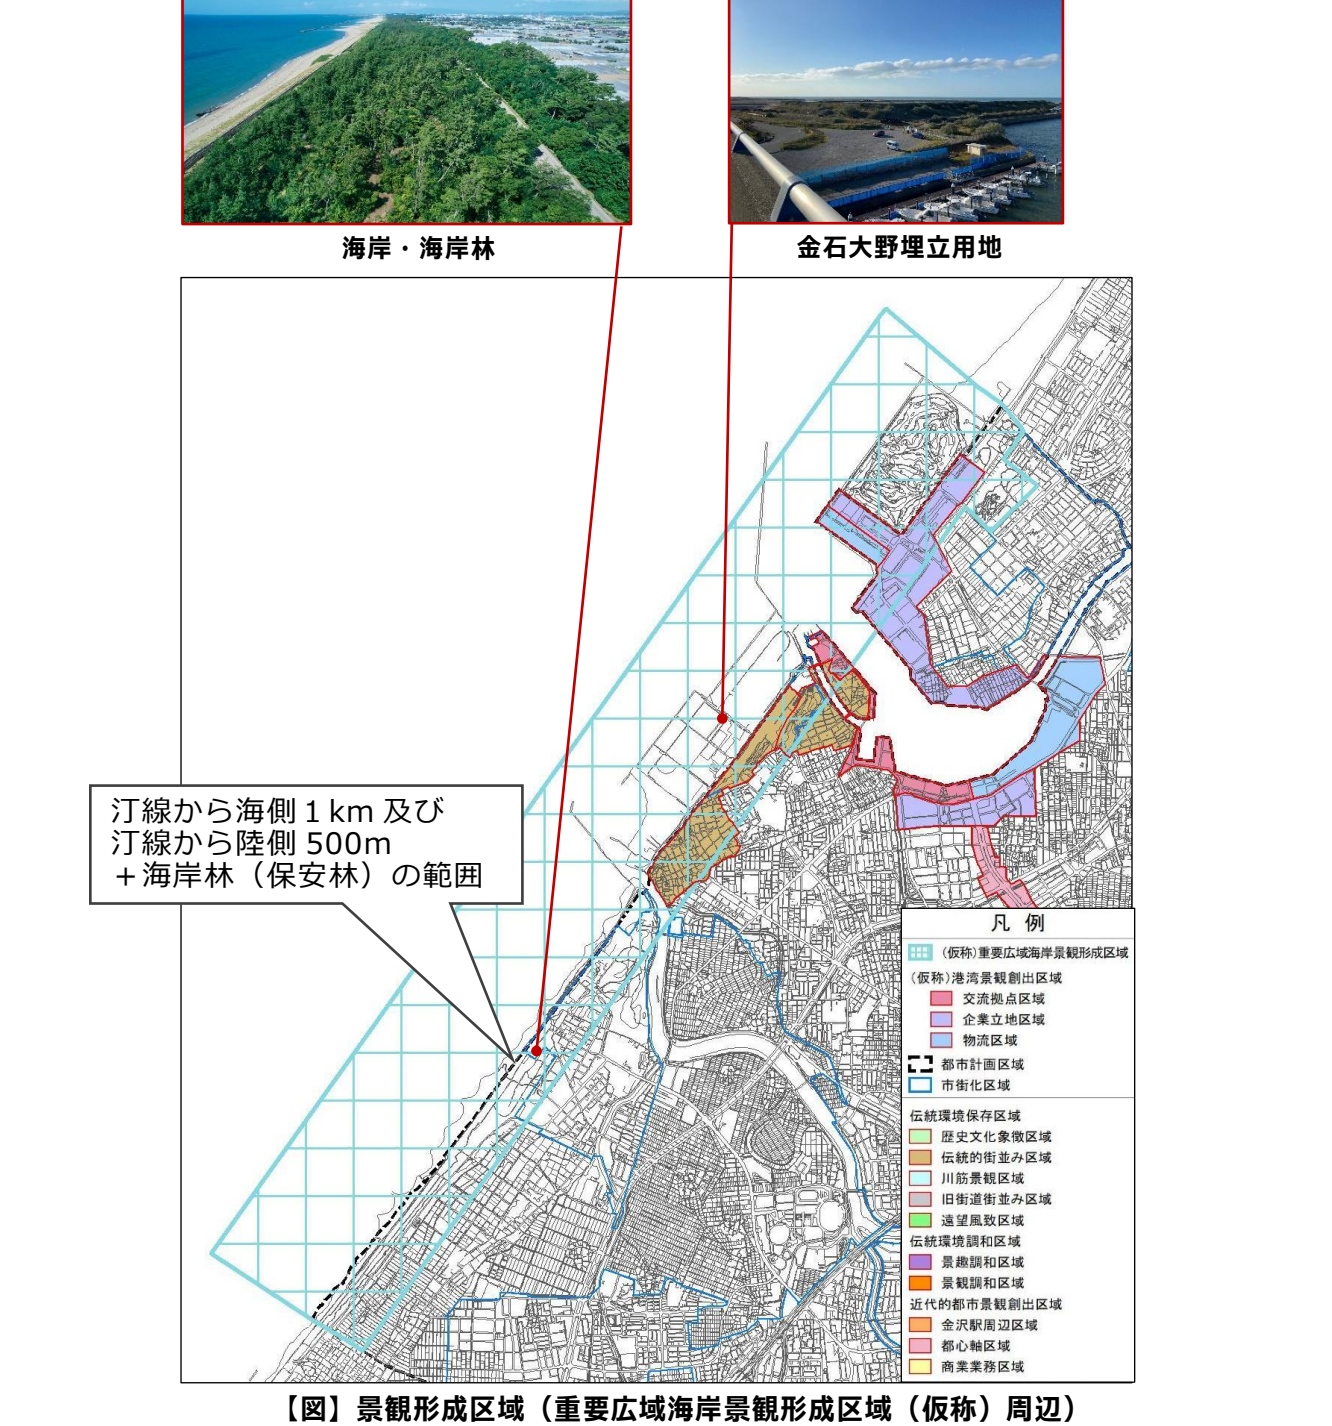 海岸・海岸林
金石大野埋立用地
汀線から海側１km 及び
汀線から陸側 500m
＋海岸林（保安林）の範囲
凡 例
(仮称)重要広域海岸景観形成区域
(仮称)港湾景観創出区域
交流拠点区域
企業立地区域
物流区域
都市計画区域
市街化区域
伝統環境保存区域
歴史文化象徴区域
伝統的街並み区域
川筋景観区域
旧街道街並み区域
遠望風致区域
伝統環境調和区域
景趣調和区域
景観調和区域
近代的都市景観創出区域
金沢駅周辺区域
都心軸区域
商業業務区域
【図】景観形成区域（重要広域海岸景観形成区域（仮称）周辺）